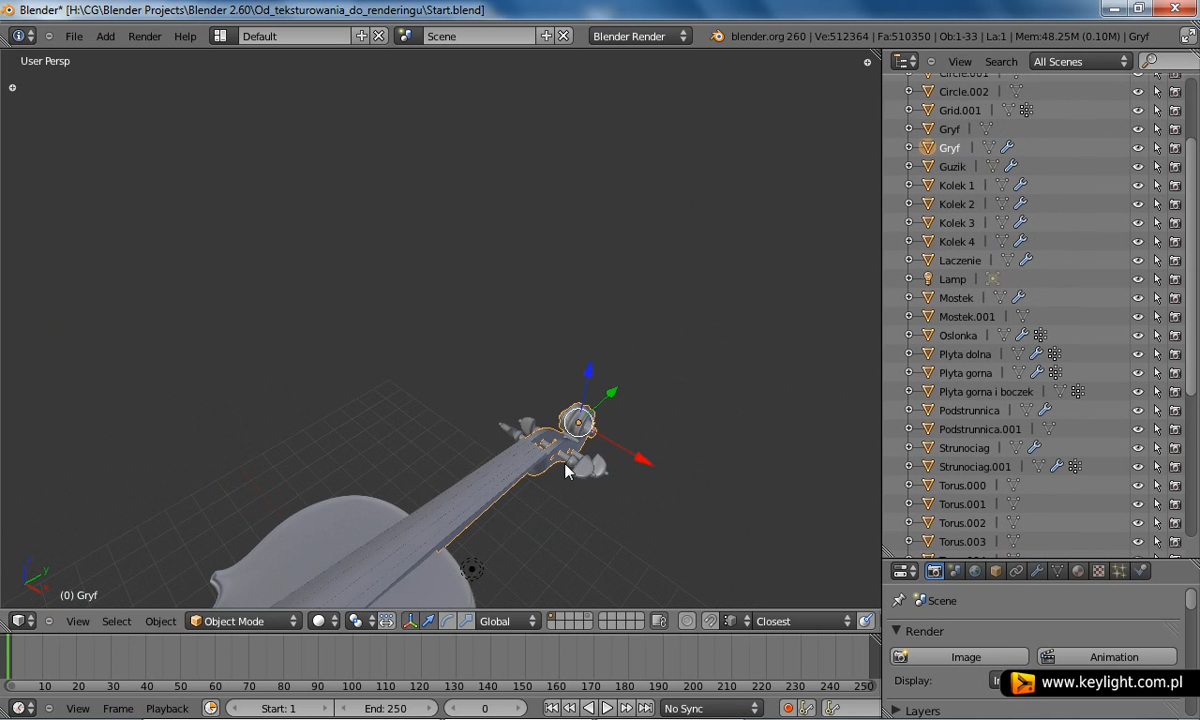 Blender* [H:\CG\Blender Projects\Blender 2.60\Od_teksturowania_do_renderingu\Start.blend]
File Add Render Help Default Scene Blender Render blender.org 260 | Ve:512364 | Fa:510350 | Ob:1-33 | La:1 | Mem:48.25M (0.10M) | Gryf
User Persp
View Search All Scenes
Circle.001
Circle.002
Grid.001
Gryf
Gryf
Guzik
Kolek 1
Kolek 2
Kolek 3
Kolek 4
Laczenie
Lamp
Mostek
Mostek.001
Oslonka
Plyta dolna
Plyta gorna
Plyta gorna i boczek
Podstrunnica
Podstrunnica.001
Strunociag
Strunociag.001
Torus.000
Torus.001
Torus.002
Torus.003
(0) Gryf
View Select Object Object Mode Global Closest
Scene
Render
Image Animation
Display:
Layers
10 20 30 40 50 60 70 80 90 100 110 120 130 140 150 160 170 180 190 200 210 220 230 240 250
View Frame Playback Start: 1 End: 250 0 No Sync
www.keylight.com.pl